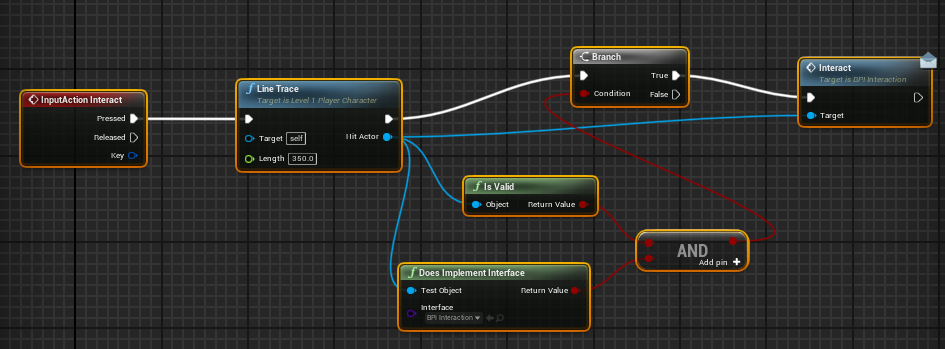 InputAction Interact
Pressed
Released
Key
Line Trace
Target is Level 1 Player Character
Target self
Hit Actor
Length 350.0
Branch
True
Condition
False
Interact
Target is BPI Interaction
Target
Is Valid
Object
Return Value
AND
Add pin
Does Implement Interface
Test Object
Return Value
Interface
BPI Interaction